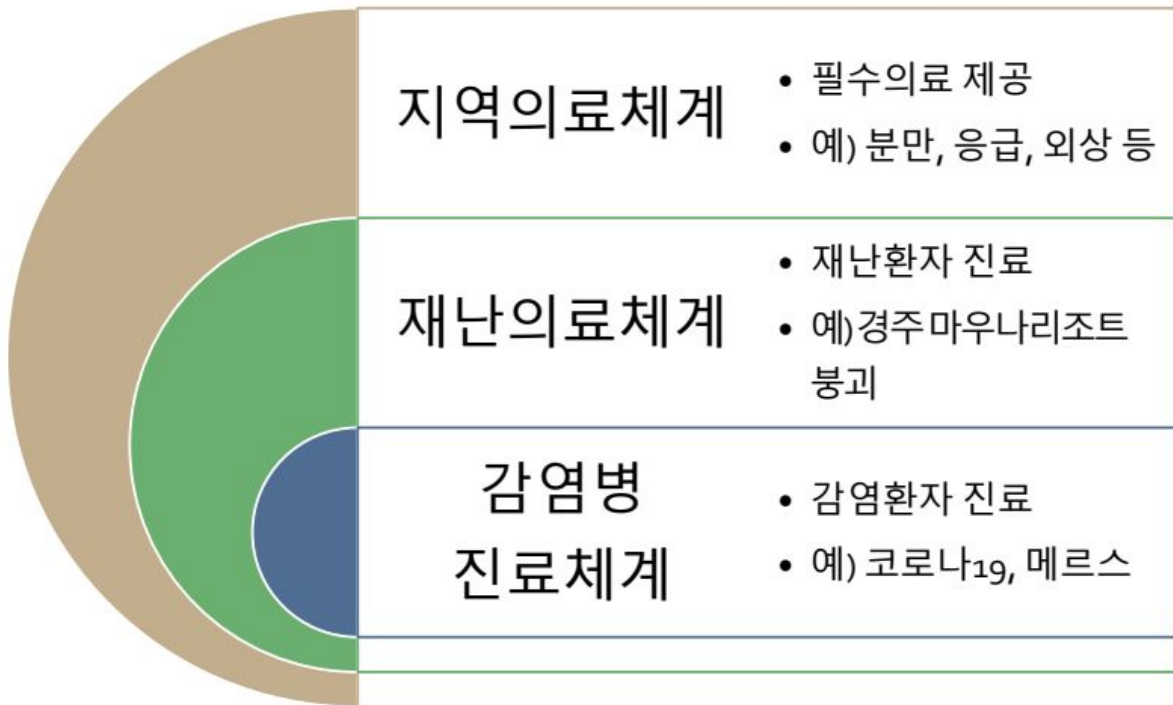 지역의료체계
• 필수의료 제공
• 예) 분만, 응급, 외상 등
재난의료체계
• 재난환자 진료
• 예)경주 마우나리조트
붕괴
감염병
진료체계
• 감염환자 진료
• 예) 코로나19, 메르스